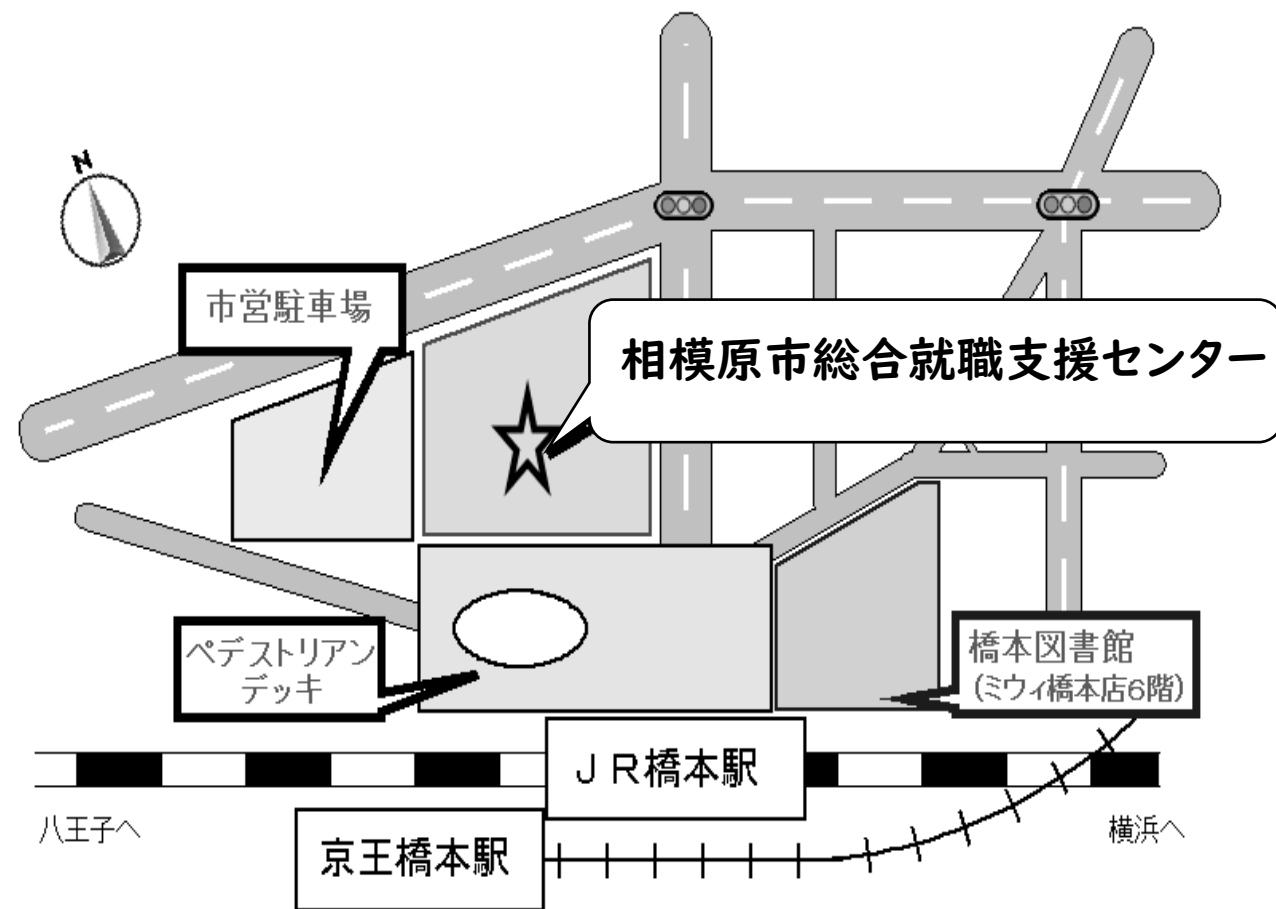 N
市営駐車場
相模原市総合就職支援センター
ペデストリアン
デッキ
橋本図書館
(ミウィ橋本店6階)
ＪＲ橋本駅
八王子へ
横浜へ
京王橋本駅